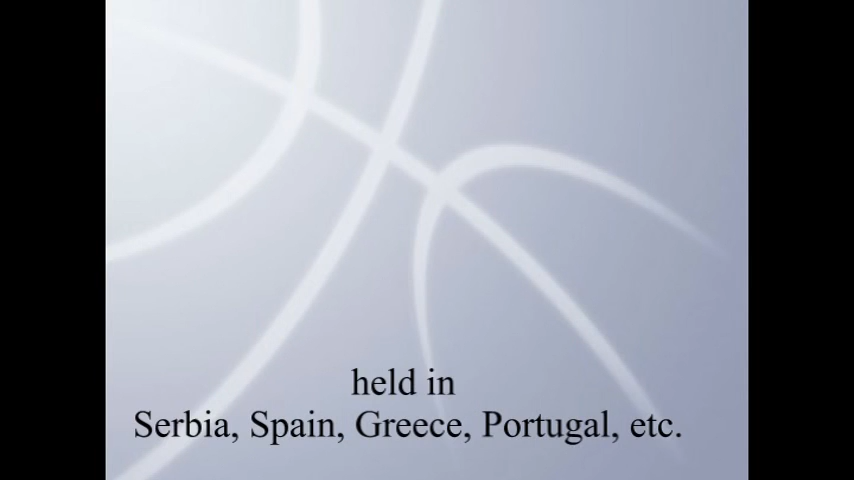 held in
Serbia, Spain, Greece, Portugal, etc.